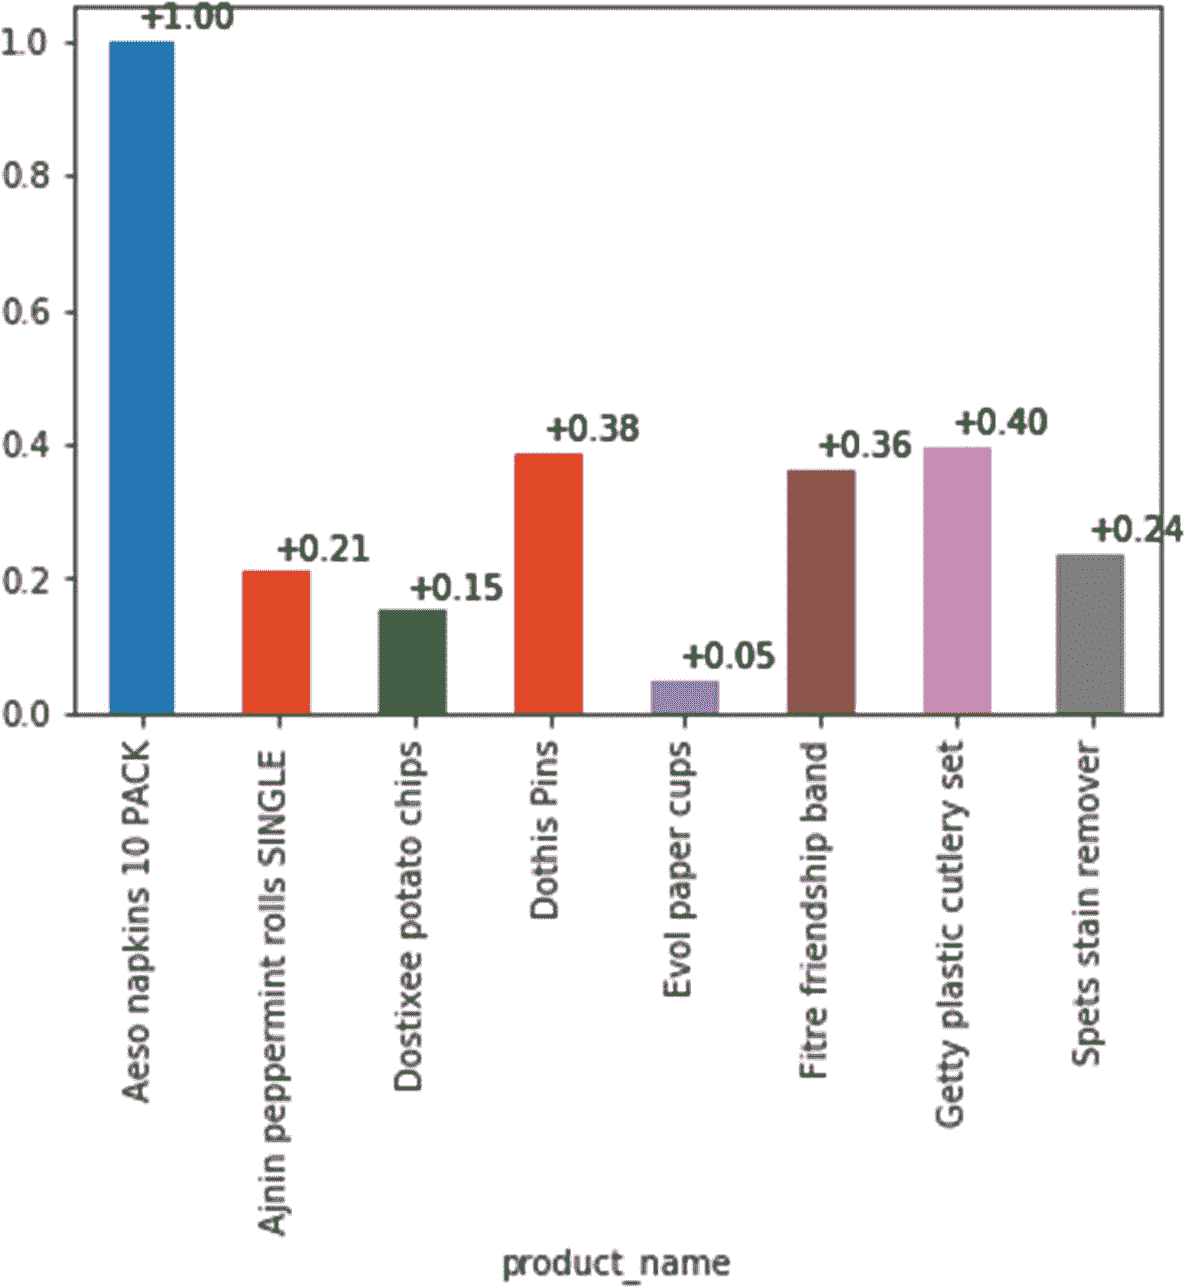 +1.00
1.0
0.8
0.6
0.4
0.2
0.0
+0.21
+0.15
+0.38
+0.05
+0.36
+0.40
+0.24
Aeso napkins 10 PACK
Ajnin peppermint rolls SINGLE
Dostixee potato chips
Dothis Pins
Evol paper cups
Fitre friendship band
Getty plastic cutlery set
Spets stain remover
product_name